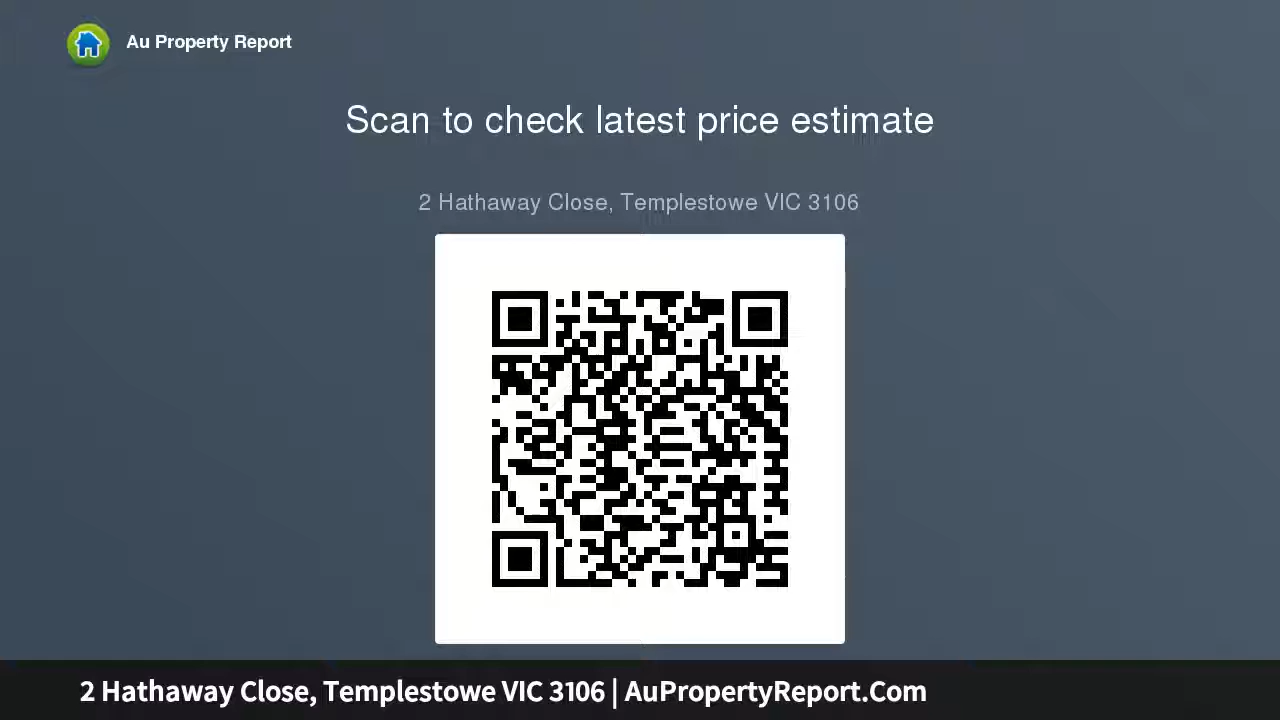 Au Property Report
Scan to check latest price estimate
2 Hathaway Close, Templestowe VIC 3106
2 Hathaway Close, Templestowe VIC 3106 | AuPropertyReport.Com